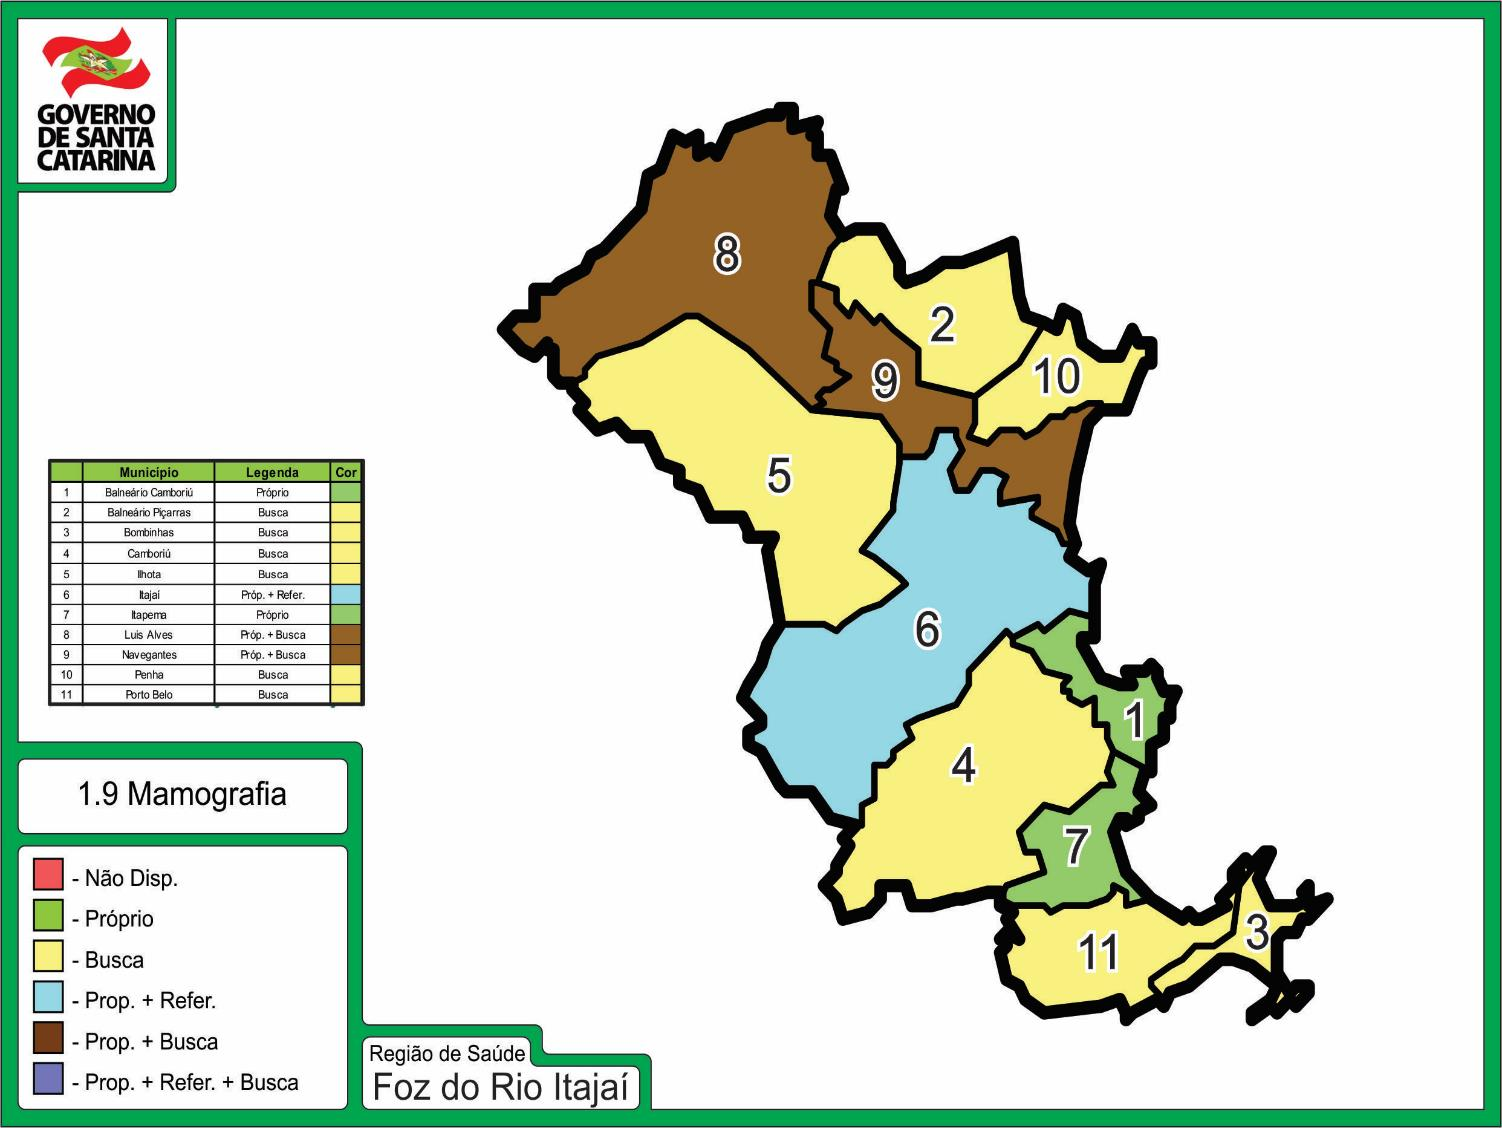 GOVERNO
DE SANTA
CATARINA
8
2
10
9
5
6
1
4
7
3
11
Município Legenda Cor
1 Balneário Camboriú Próprio
2 Balneário Piçarras Busca
3 Bombinhas Busca
4 Camboriú Busca
5 Ilhota Busca
6 Itajaí Próp. + Refer.
7 Itapema Próprio
8 Luis Alves Próp. + Busca
9 Navegantes Próp. + Busca
10 Penha Busca
11 Porto Belo Busca
1.9 Mamografia
- Não Disp.
- Próprio
- Busca
- Prop. + Refer.
- Prop. + Busca
- Prop. + Refer. + Busca
Região de Saúde
Foz do Rio Itajaí